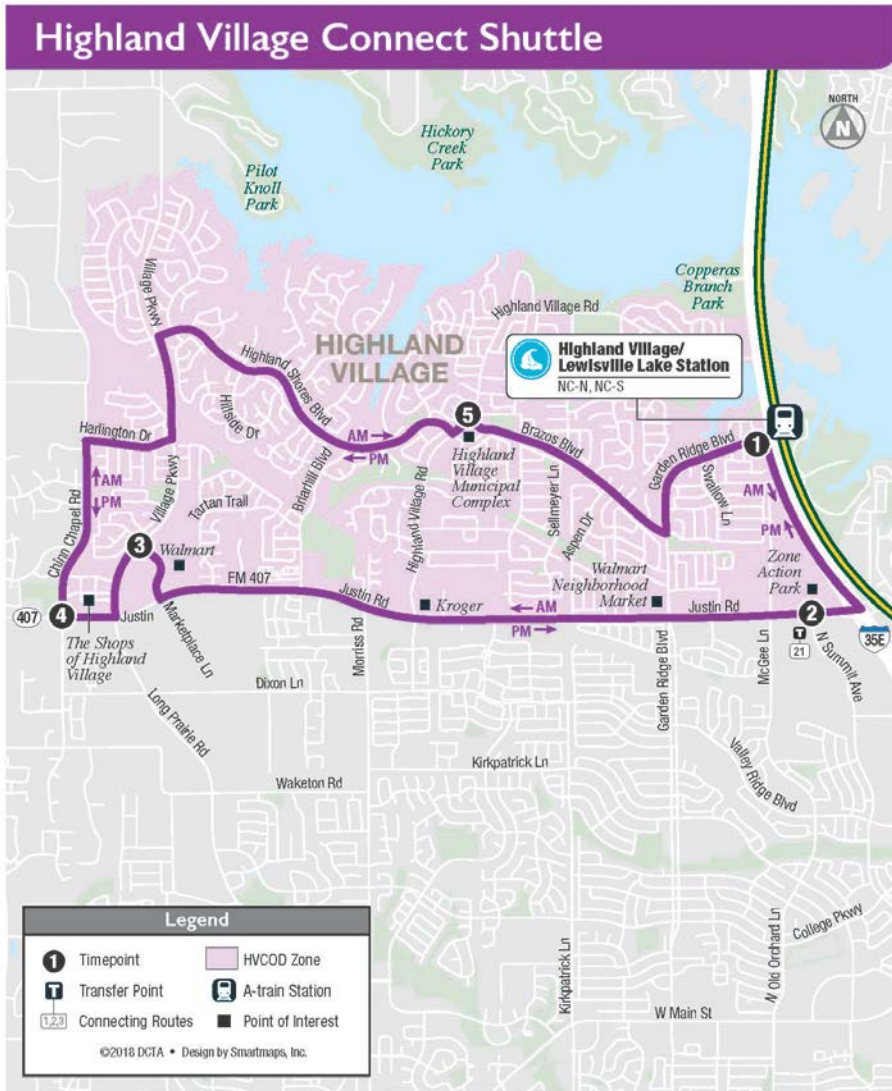 Highland Village Connect Shuttle
NORTH
N
Hickory
Creek
Park
Pilot
Knoll
Park
Copperas
Branch
Park
Village Pkwy
Highland Village Rd
HIGHLAND
VILLAGE
Highland Village/
Lewisville Lake Station
NC-N, NC-S
Highland Shores Blvd
Hillside Dr
Harlington Dr
AM
PM
5
Brazos Blvd
Highland
Village
Municipal
Complex
Garden Ridge Blvd
1
Swallow Ln
AM
PM
AM
PM
Chinn Chapel Rd
Village Pkwy
Tartan Trail
Briarhill Blvd
Highland Village Rd
Sellmeyer Ln
Aspen Dr
3
Walmart
FM 407
Walmart
Neighborhood
Market
Zone
Action
Park
407
4
Justin
Marketplace Ln
Justin Rd
Kroger
AM
PM
Justin Rd
2
T
21
35E
The Shops
of Highland
Village
Morriss Rd
Garden Ridge Blvd
McGee Ln
N Summit Ave
Dixon Ln
Long Prairie Rd
Waketon Rd
Kirkpatrick Ln
Valley Ridge Blvd
Kirkpatrick Ln
N Old Orchard Ln
College Pkwy
W Main St
Legend
1 Timepoint
HVCOD Zone
T Transfer Point
A-train Station
1,2,3 Connecting Routes
Point of Interest
©2018 DCTA • Design by Smartmaps, Inc.